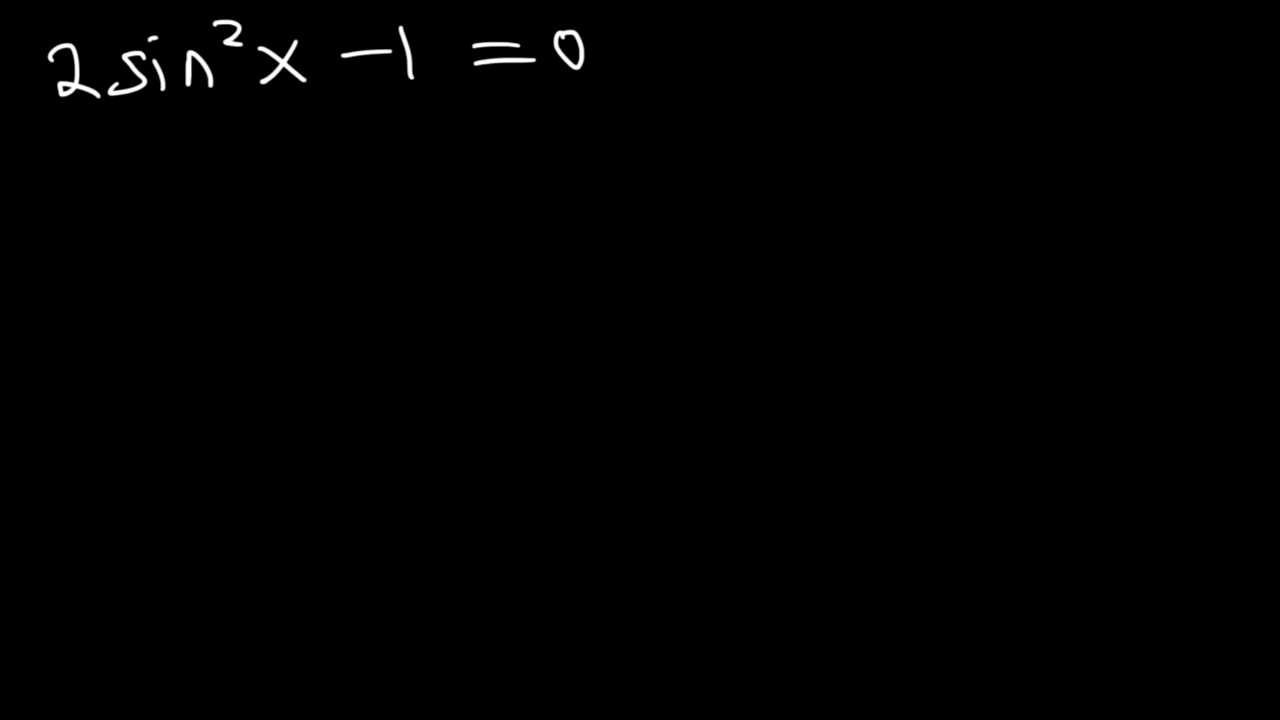 2sin²x - 1 = 0